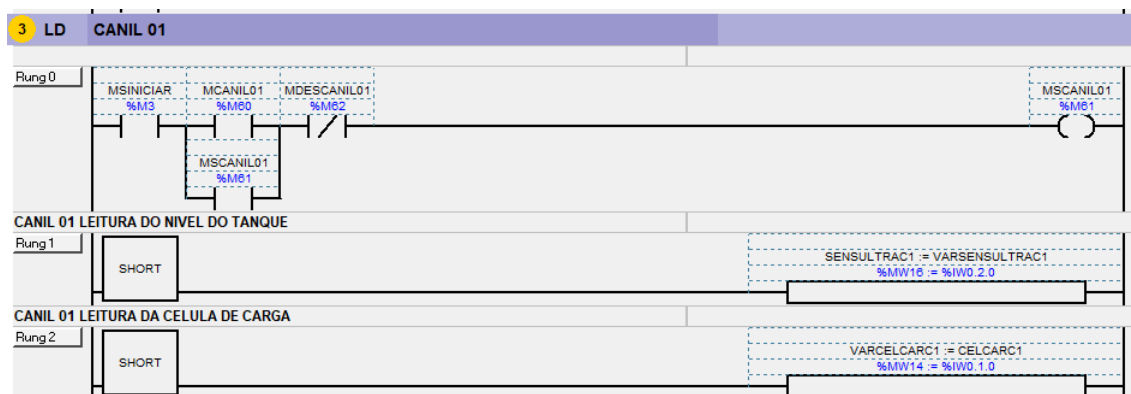 3 LD CANIL 01
Rung 0
MSINICIAR MCANIL01 MDESCANIL01 MSCANIL01
%M3 %M60 %M62 %M61
MSCANIL01
%M61
CANIL 01 LEITURA DO NIVEL DO TANQUE
Rung 1
SHORT
SENSULTRAC1 := VARSENSULTRAC1
%MW16 := %IW0.2.0
CANIL 01 LEITURA DA CELULA DE CARGA
Rung 2
SHORT
VARCELCARC1 := CELCARC1
%MW14 := %IW0.1.0